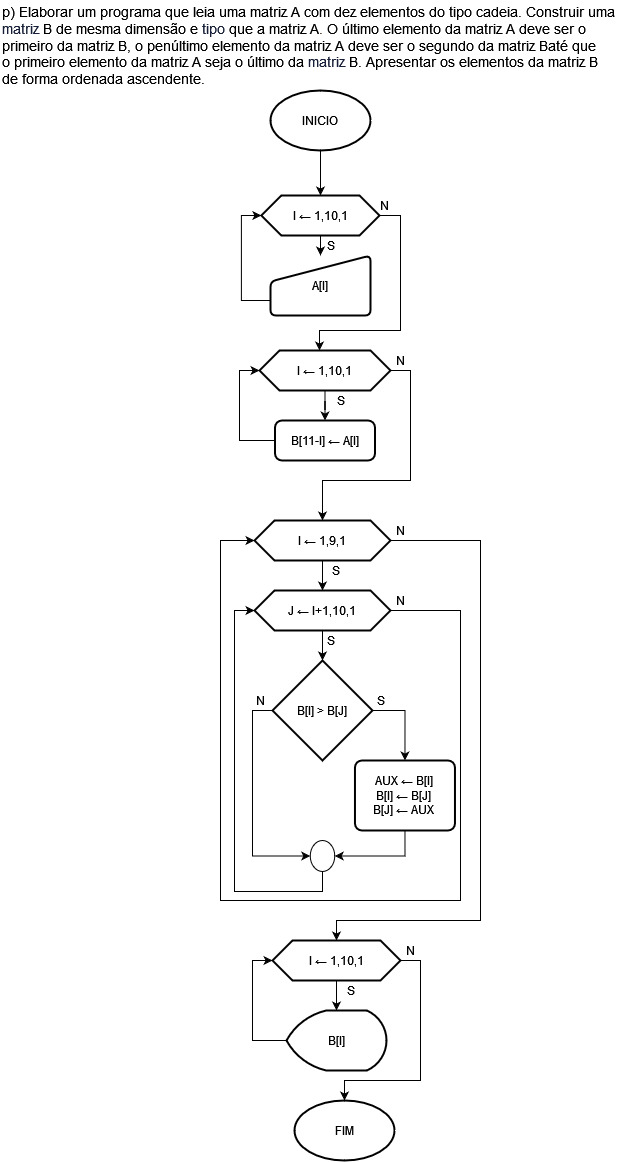 p) Elaborar um programa que leia uma matriz A com dez elementos do tipo cadeia. Construir uma
matriz B de mesma dimensão e tipo que a matriz A. O último elemento da matriz A deve ser o
primeiro da matriz B, o penúltimo elemento da matriz A deve ser o segundo da matriz Baté que
o primeiro elemento da matriz A seja o último da matriz B. Apresentar os elementos da matriz B
de forma ordenada ascendente.
INICIO
I ← 1,10,1
N
S
A[I]
I ← 1,10,1
N
S
B[11-I] ← A[I]
I ← 1,9,1
N
S
J ← I+1,10,1
N
S
B[I] > B[J]
N
S
AUX ← B[I]
B[I] ← B[J]
B[J] ← AUX
I ← 1,10,1
N
S
B[I]
FIM